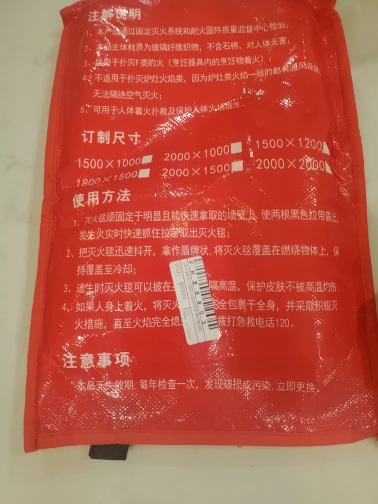 注解说明
1、本产品通过固定灭火系统和耐火固件质量监督中心检测;
2、毯主体材质为玻璃纤维织物,不含石棉,对人体无害;
3、适用于扑灭F类的火(烹饪器具内的烹饪物着火);
4、不适用于扑灭炉灶火焰类,因为炉灶类火焰一般的都有通风设施
无法隔绝空气灭火;
5、可用于人体着火扑救及保护人体火场逃生
订制尺寸
1500×1000 2000×1000 1500×1200
1800×1500 2000×1500 2000×2000
使用方法
1、灭火毯须固定于明显且能快速拿取的墙壁上,使两根黑色拉带露出
发生火灾时快速抓住拉带取出灭火毯;
2、把灭火毯迅速抖开,拿作盾牌状,将灭火毯覆盖在燃烧物体上,保
持覆盖至冷却;
3、逃生时灭火毯可以披在 隔高温,保护皮肤不被高温灼伤
4、如果人身上着火,将灭火 全包裹于全身,并采取积极灭
火措施,直至火焰完全熄 拨打急救电话120。
注意事项
本品无失效期,每年检查一次,发现破损或污染,立即更换。